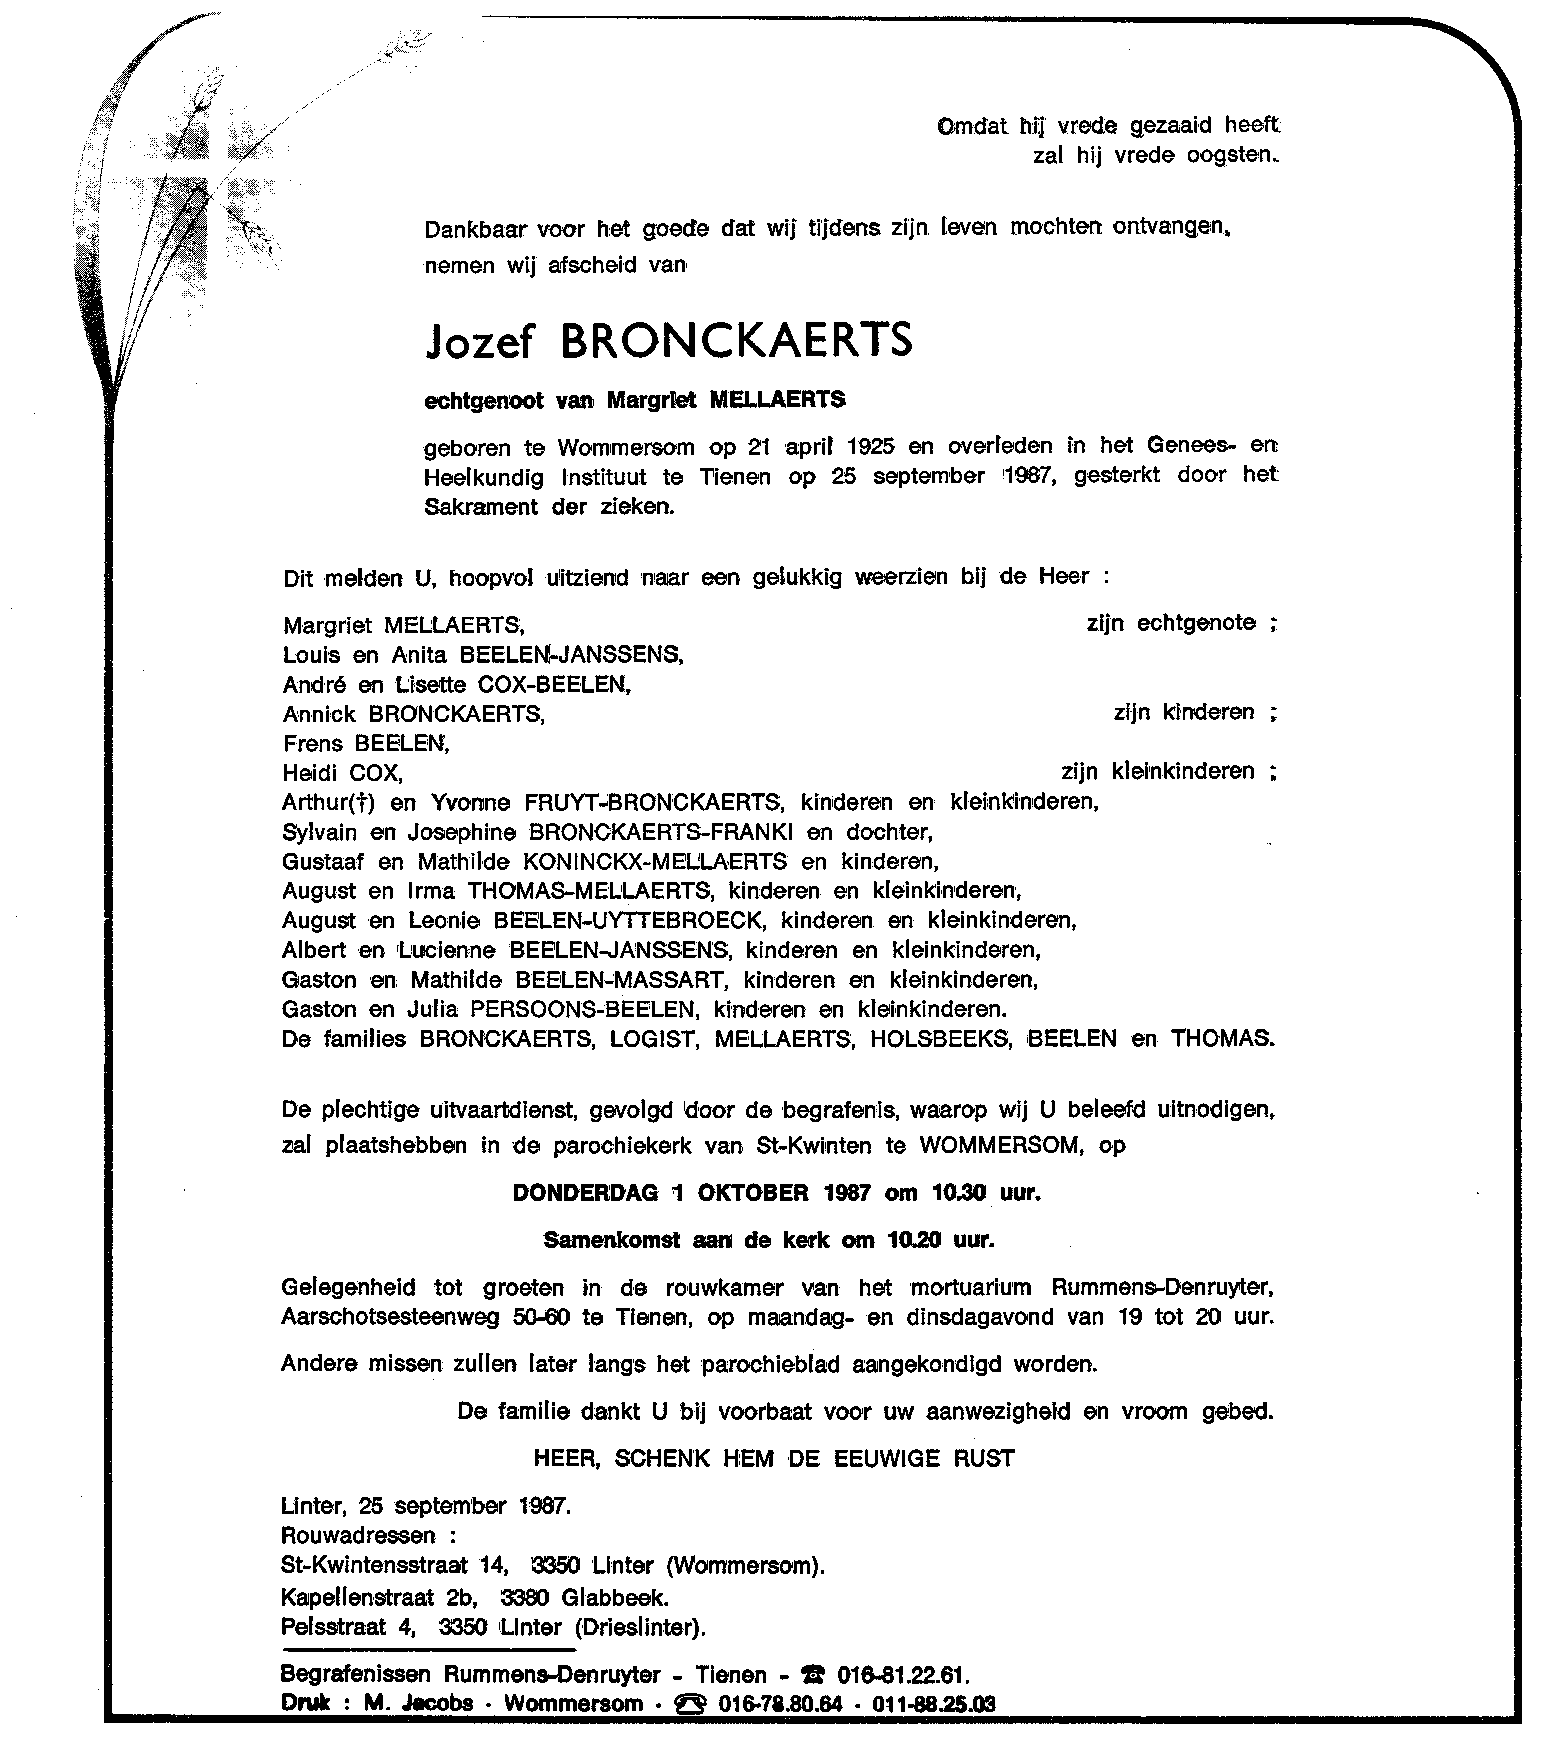 Omdat hij vrede gezaaid heeft
zal hij vrede oogsten.
Dankbaar voor het goede dat wij tijdens zijn leven mochten ontvangen,
nemen wij afscheid van
Jozef BRONCKAERTS
echtgenoot van Margriet MELLAERTS
geboren te Wommersom op 21 april 1925 en overleden in het Genees- en
Heelkundig Instituut te Tienen op 25 september 1987, gesterkt door het
Sakrament der zieken.
Dit melden U, hoopvol uitziend naar een gelukkig weerzien bij de Heer :
Margriet MELLAERTS, zijn echtgenote ;
Louis en Anita BEELEN-JANSSENS,
André en Lisette COX-BEELEN,
Annick BRONCKAERTS, zijn kinderen ;
Frens BEELEN,
Heidi COX, zijn kleinkinderen ;
Arthur(†) en Yvonne FRUYT-BRONCKAERTS, kinderen en kleinkinderen,
Sylvain en Josephine BRONCKAERTS-FRANKI en dochter,
Gustaaf en Mathilde KONINCKX-MELLAERTS en kinderen,
August en Irma THOMAS-MELLAERTS, kinderen en kleinkinderen,
August en Leonie BEELEN-UYTTEBROECK, kinderen en kleinkinderen,
Albert en Lucienne BEELEN-JANSSENS, kinderen en kleinkinderen,
Gaston en Mathilde BEELEN-MASSART, kinderen en kleinkinderen,
Gaston en Julia PERSOONS-BEELEN, kinderen en kleinkinderen.
De families BRONCKAERTS, LOGIST, MELLAERTS, HOLSBEEKS, BEELEN en THOMAS.
De plechtige uitvaartdienst, gevolgd door de begrafenis, waarop wij U beleefd uitnodigen,
zal plaatshebben in de parochiekerk van St-Kwinten te WOMMERSOM, op
DONDERDAG 1 OKTOBER 1987 om 10.30 uur.
Samenkomst aan de kerk om 10.20 uur.
Gelegenheid tot groeten in de rouwkamer van het mortuarium Rummens-Denruyter,
Aarschotsesteenweg 50-60 te Tienen, op maandag- en dinsdagavond van 19 tot 20 uur.
Andere missen zullen later langs het parochieblad aangekondigd worden.
De familie dankt U bij voorbaat voor uw aanwezigheid en vroom gebed.
HEER, SCHENK HEM DE EEUWIGE RUST
Linter, 25 september 1987.
Rouwadressen :
St-Kwintensstraat 14, 3350 Linter (Wommersom).
Kapellenstraat 2b, 3380 Glabbeek.
Pelsstraat 4, 3350 Linter (Drieslinter).
Begrafenissen Rummens-Denruyter - Tienen - ☎ 016-81.22.61.
Druk : M. Jacobs - Wommersom - ☎ 016-78.80.64 - 011-88.25.03